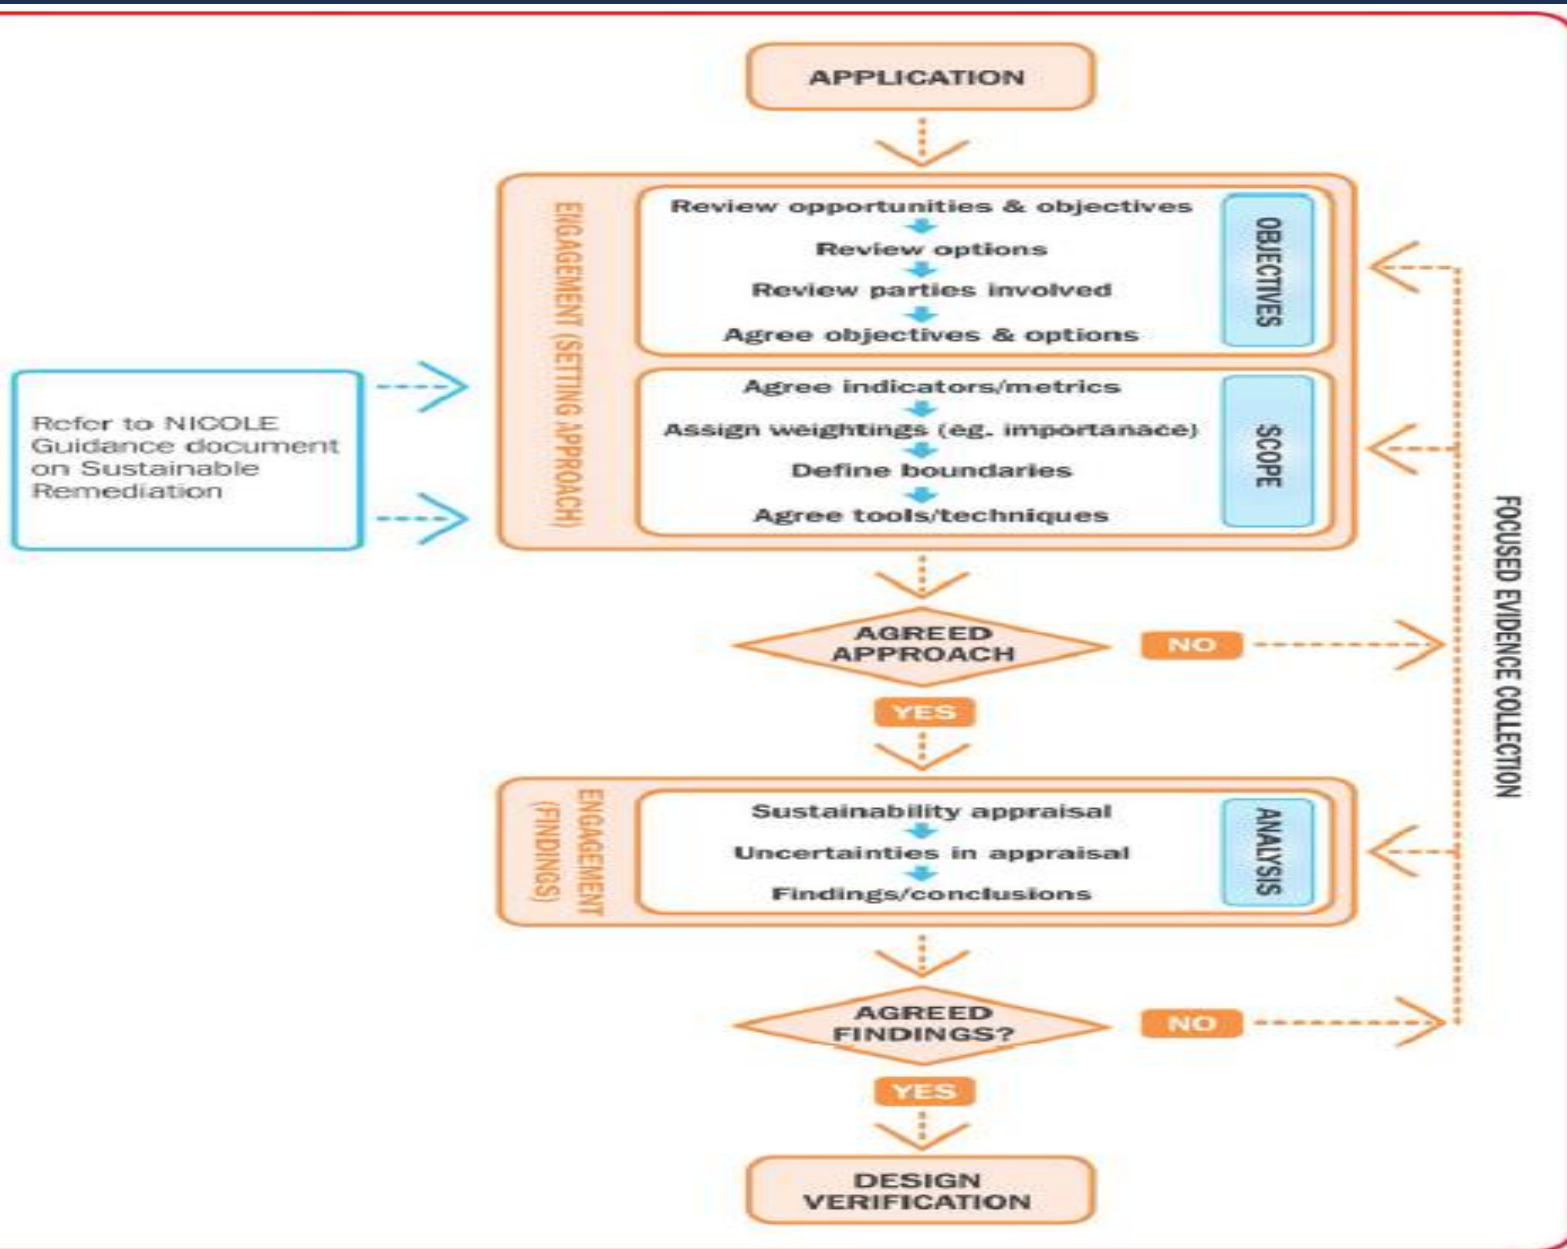 APPLICATION
ENGAGEMENT (SETTING APPROACH)
Review opportunities & objectives
Review options
Review parties involved
Agree objectives & options
OBJECTIVES
Refer to NICOLE
Guidance document
on Sustainable
Remediation
Agree indicators/metrics
Assign weightings (eg. importanace)
Define boundaries
Agree tools/techniques
SCOPE
FOCUSED EVIDENCE COLLECTION
AGREED
APPROACH
NO
YES
ENGAGEMENT
(FINDINGS)
Sustainability appraisal
Uncertainties in appraisal
Findings/conclusions
ANALYSIS
AGREED
FINDINGS?
NO
YES
DESIGN
VERIFICATION